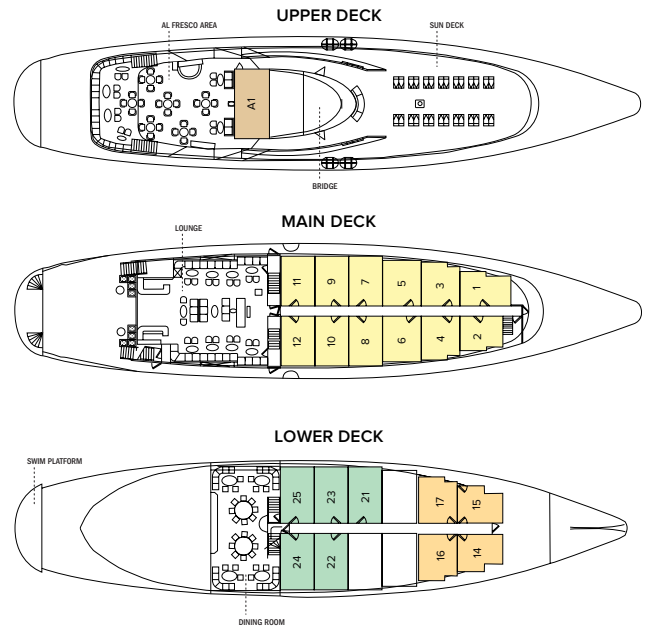 UPPER DECK
AL FRESCO AREA
SUN DECK
A1
BRIDGE
MAIN DECK
LOUNGE
11 9 7 5 3 1
12 10 8 6 4 2
LOWER DECK
SWIM PLATFORM
25 23 21 17 15
24 22 16 14
DINING ROOM